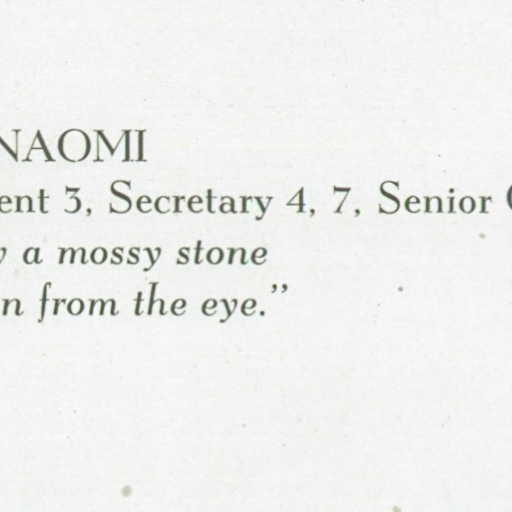 NAOMI
ent 3, Secretary 4, 7, Senior
a mossy stone
n from the eye.”